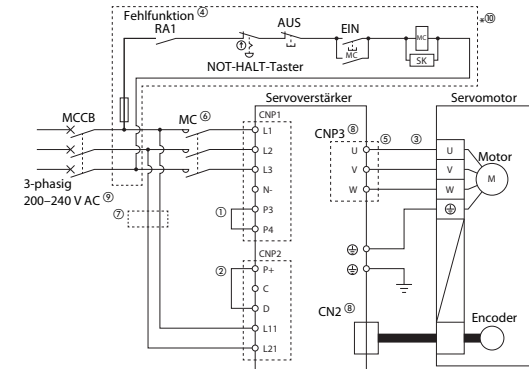 Fehlfunktion ④
RA1
AUS
EIN
MC
MC
SK
*⑩
NOT-HALT-Taster
Servoverstärker
Servomotor
MCCB
MC ⑥
CNP1
L1
L2
L3
N-
P3
P4
①
CNP3 ⑧
⑤
③
U
V
W
U
V
W
Motor
M
3-phasig
200–240 V AC ⑨
⑦
CNP2
②
P+
C
D
L11
L21
CN2 ⑧
Encoder